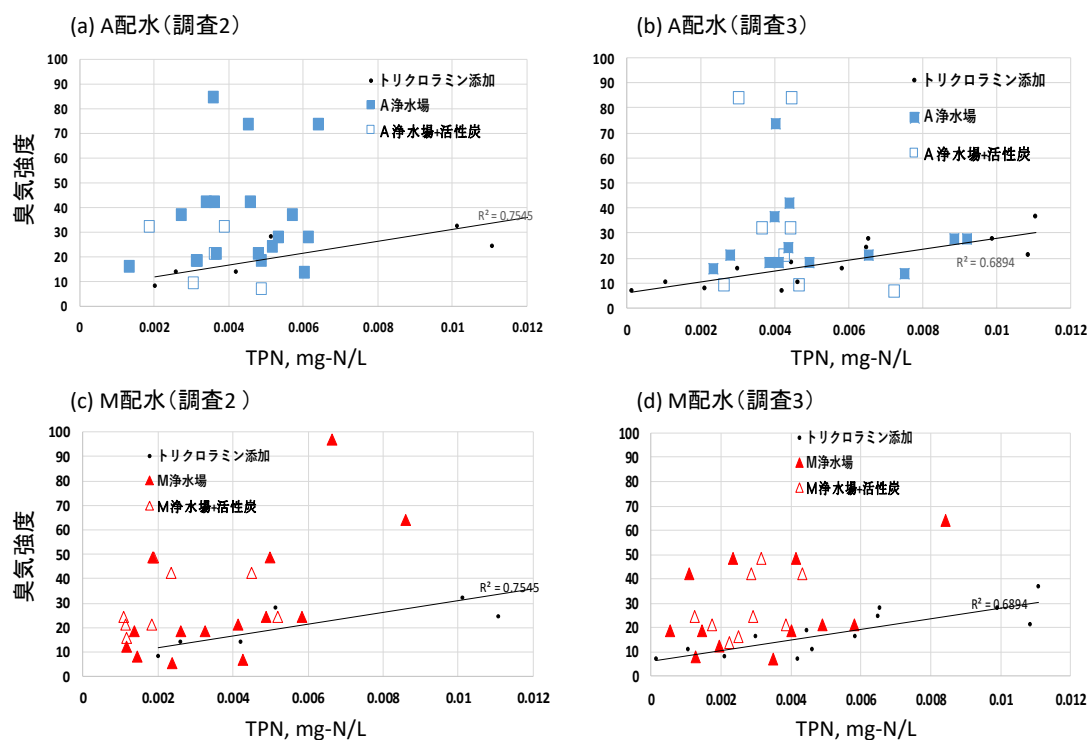 (a) A配水(調査2)
100
90
80
70
60
50
40
30
20
10
0
臭気強度
トリクロラミン添加
A浄水場
A浄水場+活性炭
R² = 0.7545
0
0.002
0.004
0.006
0.008
0.01
0.012
TPN, mg-N/L
(b) A配水(調査3)
100
90
80
70
60
50
40
30
20
10
0
トリクロラミン添加
A浄水場
A浄水場+活性炭
R² = 0.6894
0
0.002
0.004
0.006
0.008
0.01
0.012
TPN, mg-N/L
(c) M配水(調査2 )
100
90
80
70
60
50
40
30
20
10
0
臭気強度
トリクロラミン添加
M浄水場
M浄水場+活性炭
R² = 0.7545
0
0.002
0.004
0.006
0.008
0.01
0.012
TPN, mg-N/L
(d) M配水(調査3)
100
90
80
70
60
50
40
30
20
10
0
トリクロラミン添加
M浄水場
M浄水場+活性炭
R² = 0.6894
0
0.002
0.004
0.006
0.008
0.01
0.012
TPN, mg-N/L